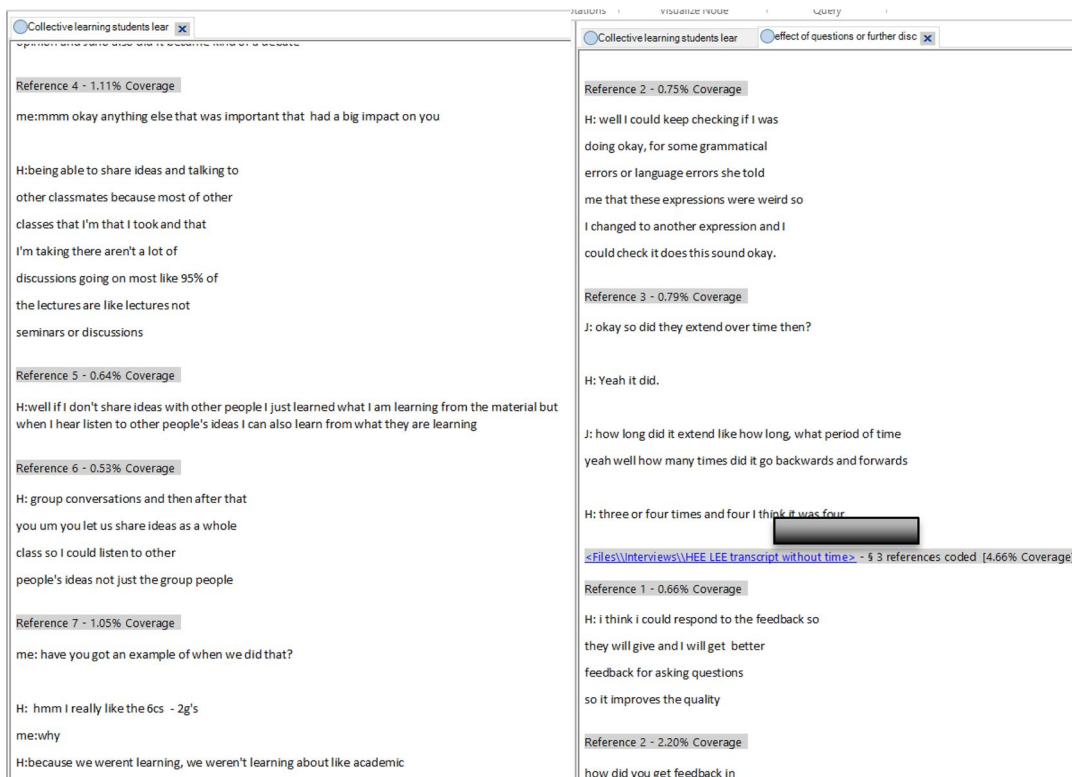 Collective learning students lear
opinion and Juno also did it became kind of a debate
Reference 4 - 1.11% Coverage
me:mmm okay anything else that was important that had a big impact on you
H:being able to share ideas and talking to
other classmates because most of other
classes that I'm that I took and that
I'm taking there aren't a lot of
discussions going on most like 95% of
the lectures are like lectures not
seminars or discussions
Reference 5 - 0.64% Coverage
H:well if I don't share ideas with other people I just learned what I am learning from the material but
when I hear listen to other people's ideas I can also learn from what they are learning
Reference 6 - 0.53% Coverage
H: group conversations and then after that
you um you let us share ideas as a whole
class so I could listen to other
people's ideas not just the group people
Reference 7 - 1.05% Coverage
me: have you got an example of when we did that?
H: hmm I really like the 6cs - 2g's
me:why
H:because we werent learning, we weren't learning about like academic
Visualize Node Query
Collective learning students lear effect of questions or further disc
Reference 2 - 0.75% Coverage
H: well I could keep checking if I was
doing okay, for some grammatical
errors or language errors she told
me that these expressions were weird so
I changed to another expression and I
could check it does this sound okay.
Reference 3 - 0.79% Coverage
J: okay so did they extend over time then?
H: Yeah it did.
J: how long did it extend like how long, what period of time
yeah well how many times did it go backwards and forwards
H: three or four times and four I think it was four
<Files\\Interviews\\HEE LEE transcript without time> - § 3 references coded [4.66% Coverage]
Reference 1 - 0.66% Coverage
H: i think i could respond to the feedback so
they will give and I will get better
feedback for asking questions
so it improves the quality
Reference 2 - 2.20% Coverage
how did you get feedback in